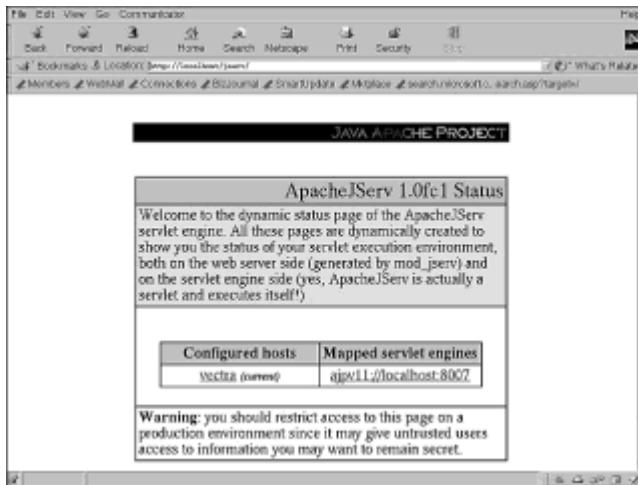 File Edit View Go Communicator Help
Back Forward Reload Home Search Netscape Print Security Stop
Bookmarks & Location: http://localhost/jserv/ What's Related
Members WebMail Connections BizJournal SmartUpdate Mktplace
JAVA APACHE PROJECT
ApacheJServ 1.0fc1 Status
Welcome to the dynamic status page of the ApacheJServ
servlet engine. All these pages are dynamically created to
show you the status of your servlet execution environment,
both on the web server side (generated by mod_jserv) and
on the servlet engine side (yes, ApacheJServ is actually a
servlet and executes itself!)
Configured hosts Mapped servlet engines
vectra (current) ajpv11://localhost:8007
Warning: you should restrict access to this page on a
production environment since it may give untrusted users
access to information you may want to remain secret.